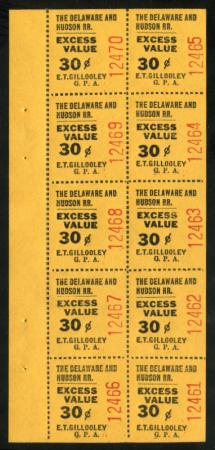 THE DELAWARE AND
HUDSON RR.
EXCESS
VALUE
30¢
E.T.GILLOOLEY
G. P. A.
12470
THE DELAWARE AND
HUDSON RR.
EXCESS
VALUE
30¢
E.T.GILLOOLEY
G. P. A.
12465
THE DELAWARE AND
HUDSON RR.
EXCESS
VALUE
30¢
E.T.GILLOOLEY
G. P. A.
12469
THE DELAWARE AND
HUDSON RR.
EXCESS
VALUE
30¢
E.T.GILLOOLEY
G. P. A.
12464
THE DELAWARE AND
HUDSON RR.
EXCESS
VALUE
30¢
E.T.GILLOOLEY
G. P. A.
12468
THE DELAWARE AND
HUDSON RR.
EXCESS
VALUE
30¢
E.T.GILLOOLEY
G. P. A.
12463
THE DELAWARE AND
HUDSON RR.
EXCESS
VALUE
30¢
E.T.GILLOOLEY
G. P. A.
12467
THE DELAWARE AND
HUDSON RR.
EXCESS
VALUE
30¢
E.T.GILLOOLEY
G. P. A.
12462
THE DELAWARE AND
HUDSON RR.
EXCESS
VALUE
30¢
E.T.GILLOOLEY
G. P. A.
12466
THE DELAWARE AND
HUDSON RR.
EXCESS
VALUE
30¢
E.T.GILLOOLEY
G. P. A.
12461